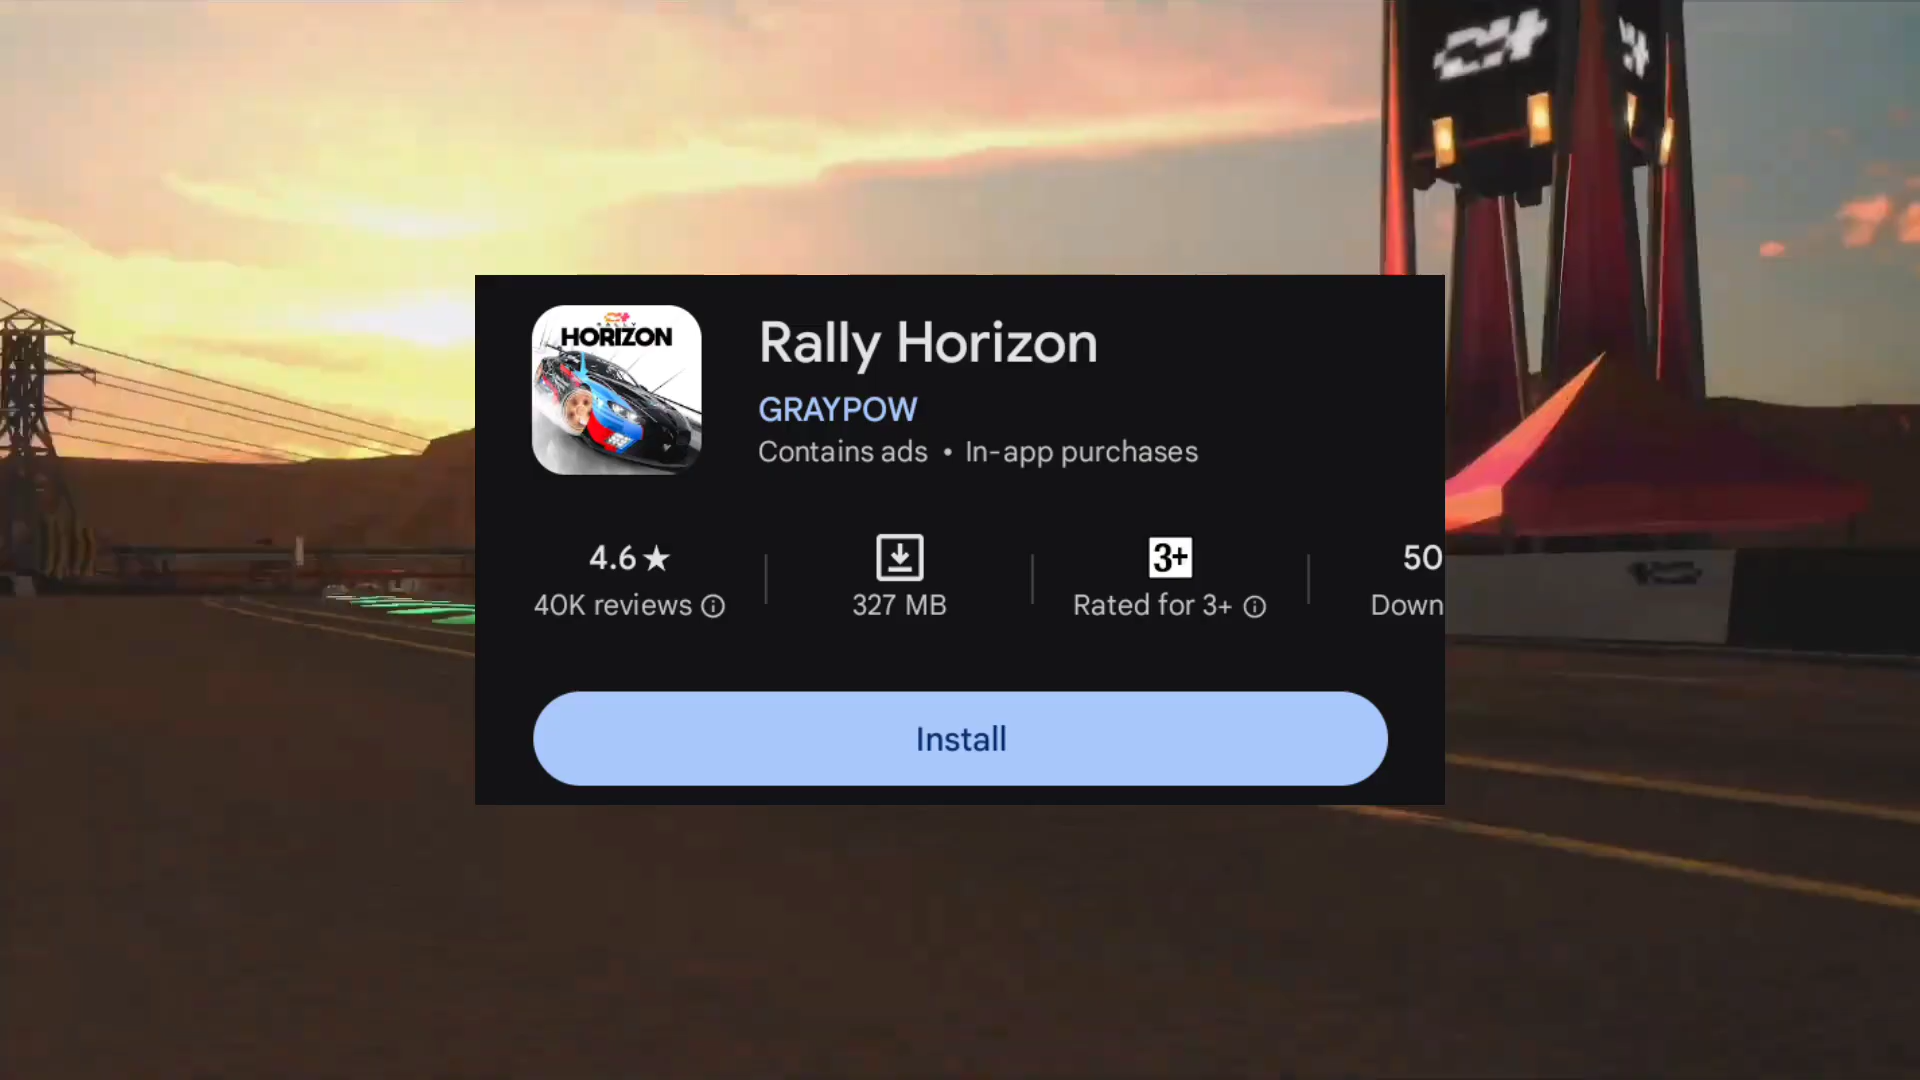 HORIZON
Rally Horizon
GRAYPOW
Contains ads • In-app purchases
4.6★
40K reviews
327 MB
3+
Rated for 3+
50
Down
Install